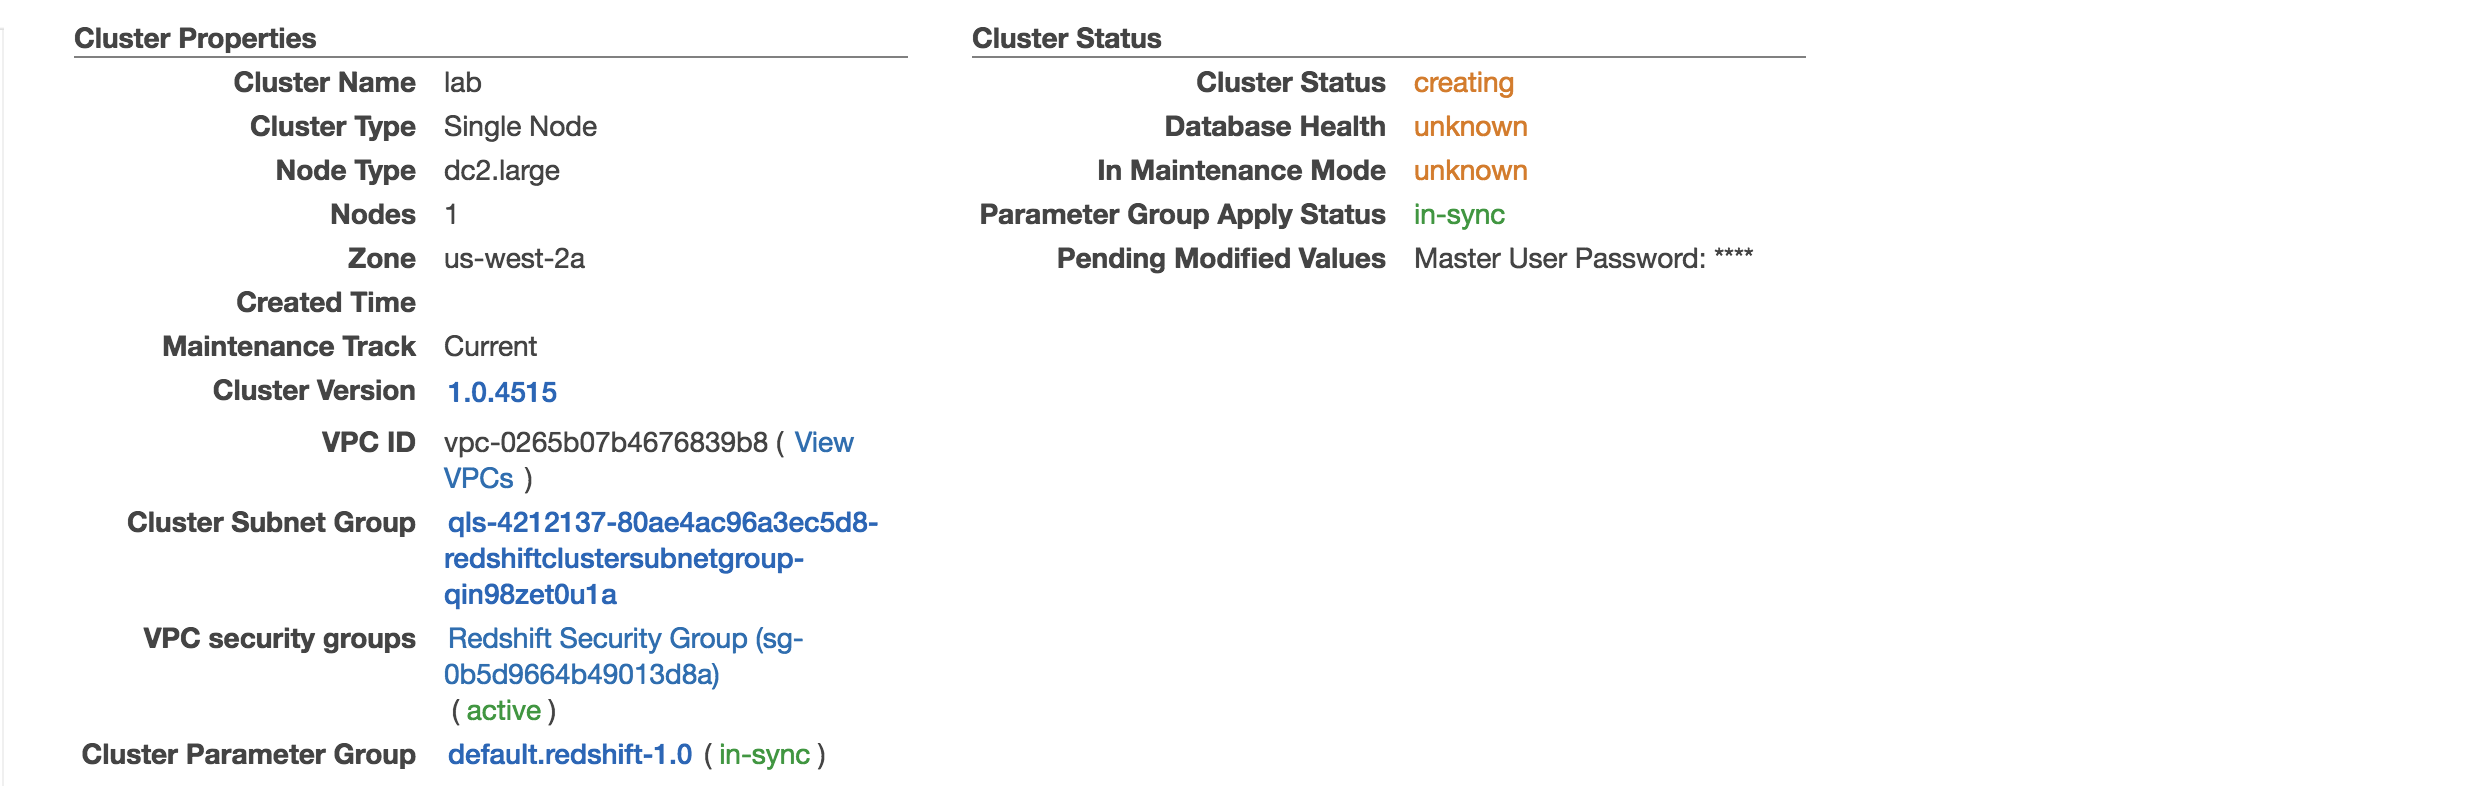 Cluster Properties
Cluster Name lab
Cluster Type Single Node
Node Type dc2.large
Nodes 1
Zone us-west-2a
Created Time
Maintenance Track Current
Cluster Version 1.0.4515
VPC ID vpc-0265b07b4676839b8 ( View
VPCs )
Cluster Subnet Group qls-4212137-80ae4ac96a3ec5d8-
redshiftclustersubnetgroup-
qin98zet0u1a
VPC security groups Redshift Security Group (sg-
0b5d9664b49013d8a)
( active )
Cluster Parameter Group default.redshift-1.0 ( in-sync )
Cluster Status
Cluster Status creating
Database Health unknown
In Maintenance Mode unknown
Parameter Group Apply Status in-sync
Pending Modified Values Master User Password: ****